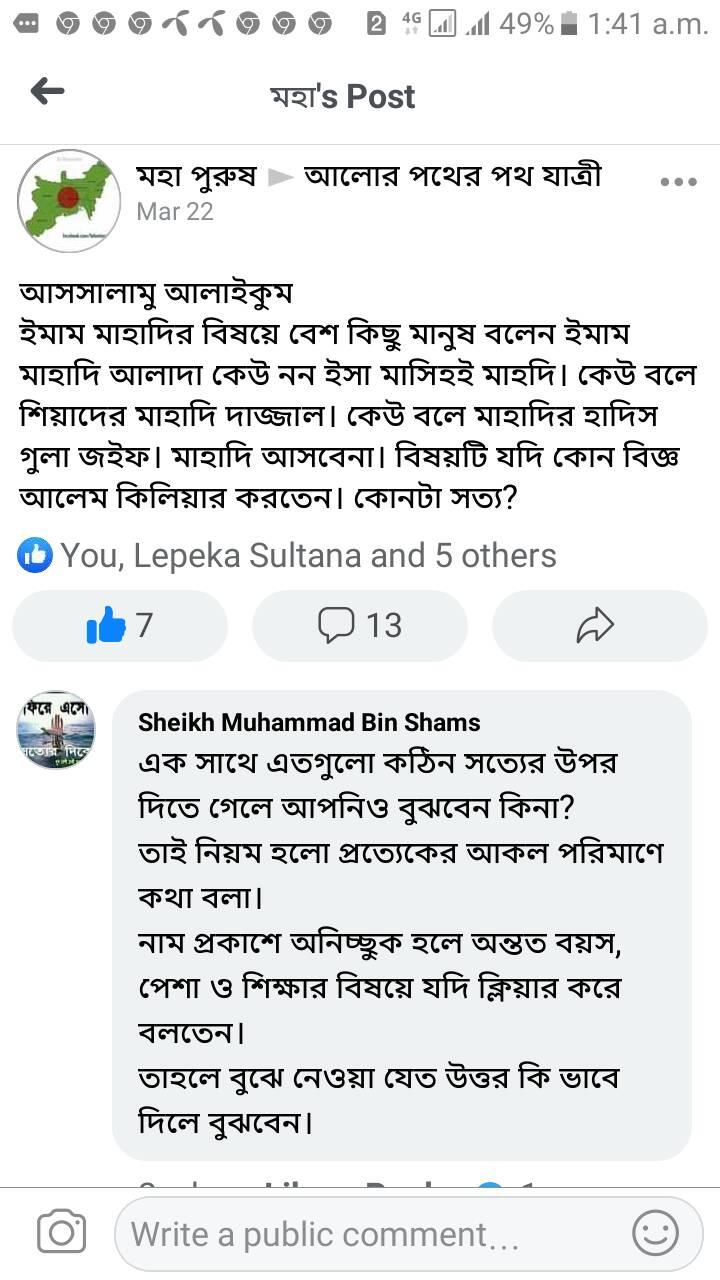 2 4G 49% 1:41 a.m.
মহা's Post
মহা পুরুষ ▶ আলোর পথের পথ যাত্রী
Mar 22
আসসালামু আলাইকুম
ইমাম মাহাদির বিষয়ে বেশ কিছু মানুষ বলেন ইমাম
মাহাদি আলাদা কেউ নন ইসা মাসিহই মাহদি। কেউ বলে
শিয়াদের মাহাদি দাজ্জাল। কেউ বলে মাহাদির হাদিস
গুলা জইফ। মাহাদি আসবেনা। বিষয়টি যদি কোন বিজ্ঞ
আলেম কিলিয়ার করতেন। কোনটা সত্য?
You, Lepeka Sultana and 5 others
7 13
ফিরে এসো
সত্যের দিকে
Sheikh Muhammad Bin Shams
এক সাথে এতগুলো কঠিন সত্যের উপর
দিতে গেলে আপনিও বুঝবেন কিনা?
তাই নিয়ম হলো প্রত্যেকের আকল পরিমাণে
কথা বলা।
নাম প্রকাশে অনিচ্ছুক হলে অন্তত বয়স,
পেশা ও শিক্ষার বিষয়ে যদি ক্লিয়ার করে
বলতেন।
তাহলে বুঝে নেওয়া যেত উত্তর কি ভাবে
দিলে বুঝবেন।
Write a public comment...